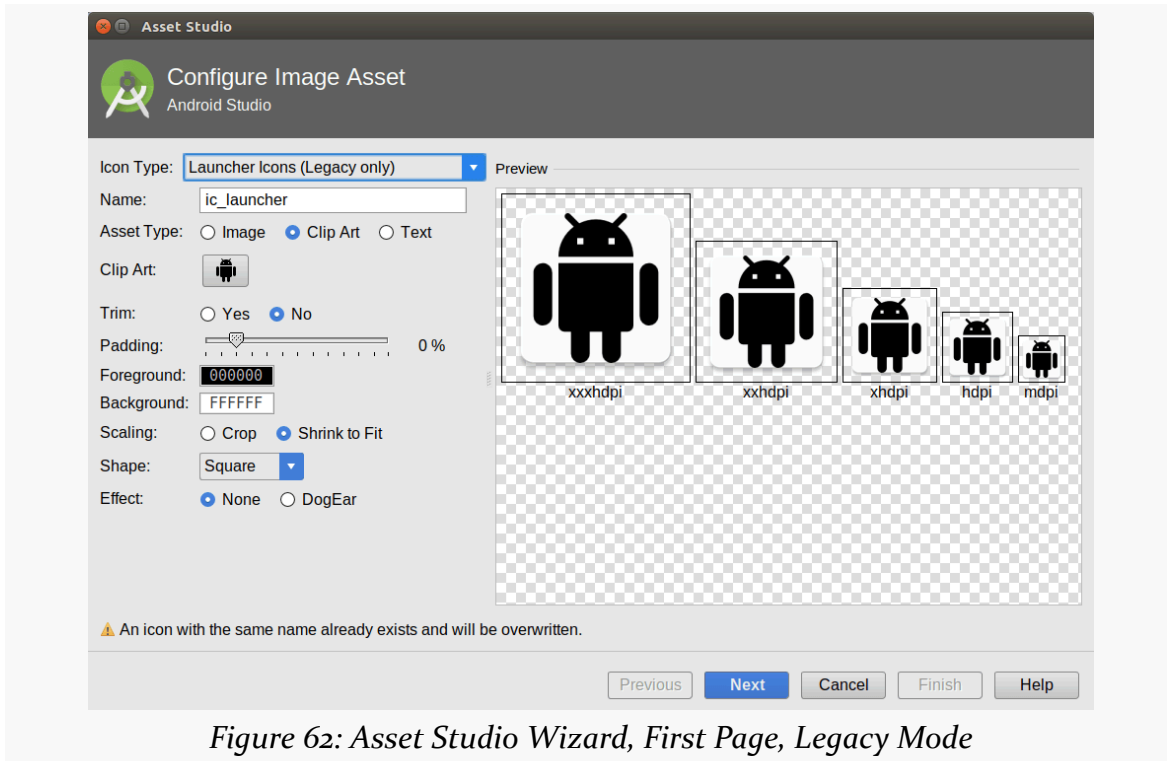 Asset Studio
Configure Image Asset
Android Studio
Icon Type: Launcher Icons (Legacy only)
Name: ic_launcher
Asset Type: Image Clip Art Text
Clip Art:
Trim: Yes No
Padding: 0 %
Foreground: 000000
Background: FFFFFF
Scaling: Crop Shrink to Fit
Shape: Square
Effect: None DogEar
Preview
xxxhdpi xxhdpi xhdpi hdpi mdpi
An icon with the same name already exists and will be overwritten.
Previous Next Cancel Finish Help
Figure 62: Asset Studio Wizard, First Page, Legacy Mode